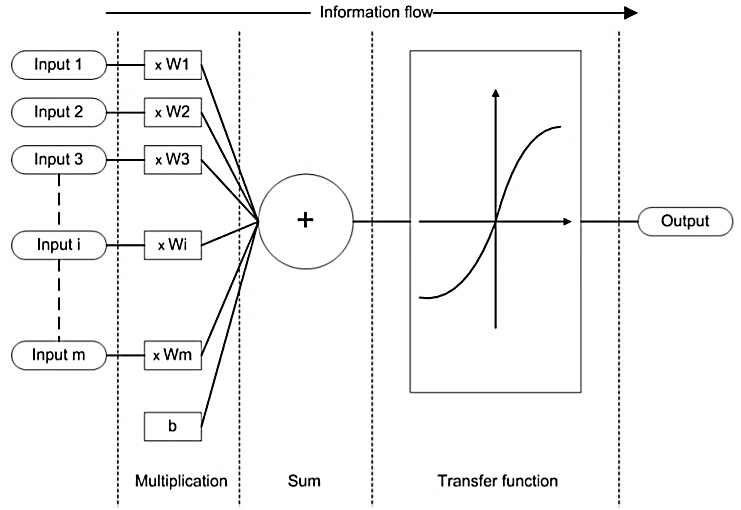 Information flow
Input 1
x W1
Input 2
x W2
Input 3
x W3
+
Output
Input i
x Wi
Input m
x Wm
b
Multiplication
Sum
Transfer function